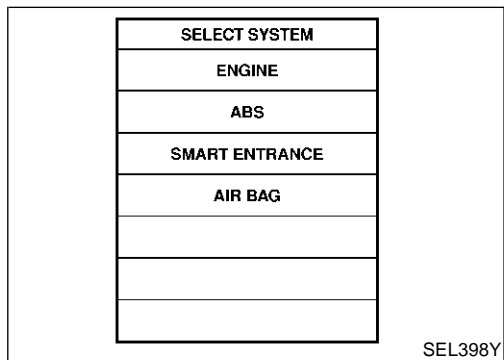 SELECT SYSTEM
ENGINE
ABS
SMART ENTRANCE
AIR BAG
SEL398Y